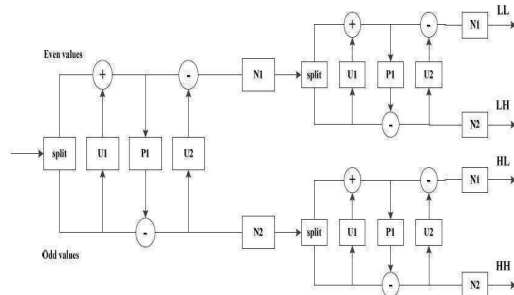 LL
+
-
N1
Even values
split
U1
P1
U2
+
-
N1
LH
-
N2
split
U1
P1
U2
HL
+
-
N1
-
N2
split
U1
P1
U2
Odd values
HH
-
N2